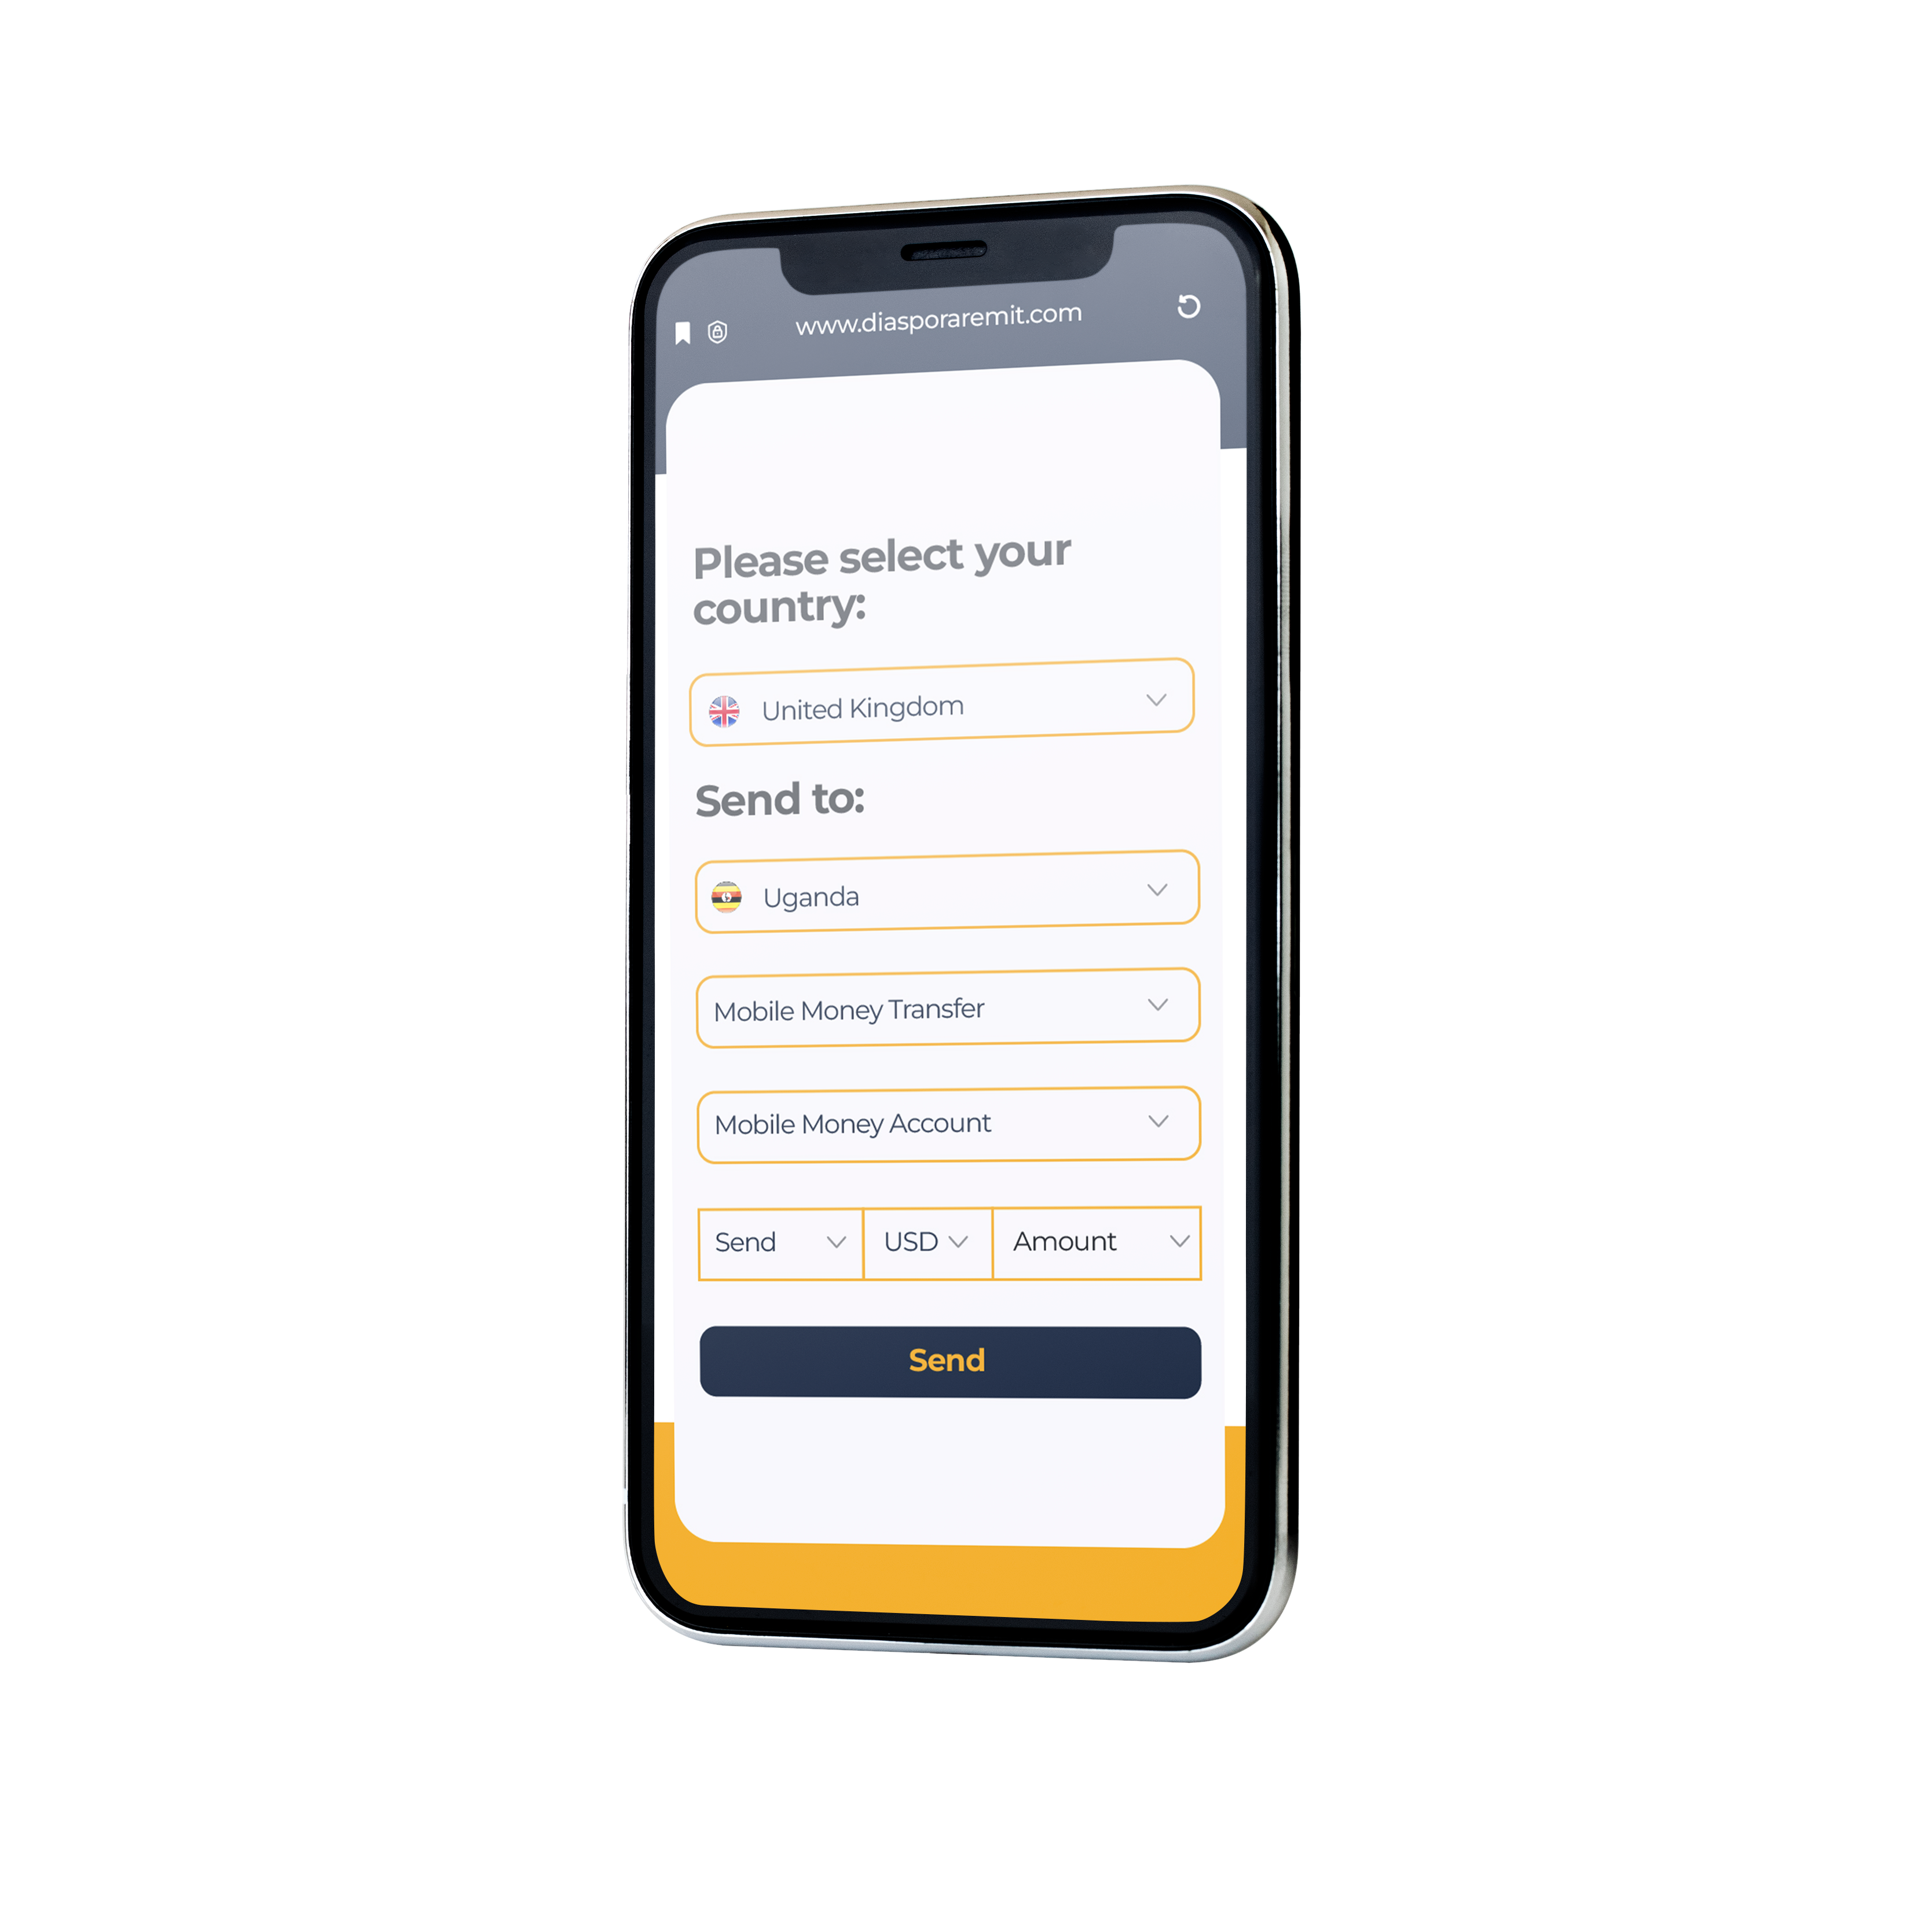 www.diasporaremit.com
Please select your
country:
United Kingdom
Send to:
Uganda
Mobile Money Transfer
Mobile Money Account
Send USD Amount
Send